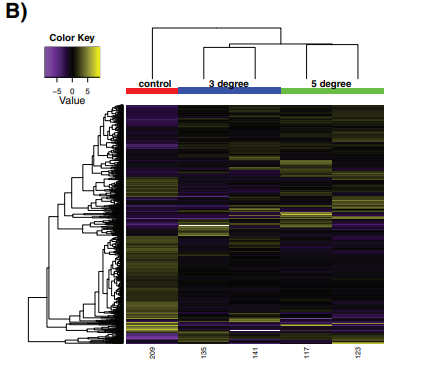 B)
Color Key
−5 0 5
Value
control 3 degree 5 degree
209 135 141 117 123